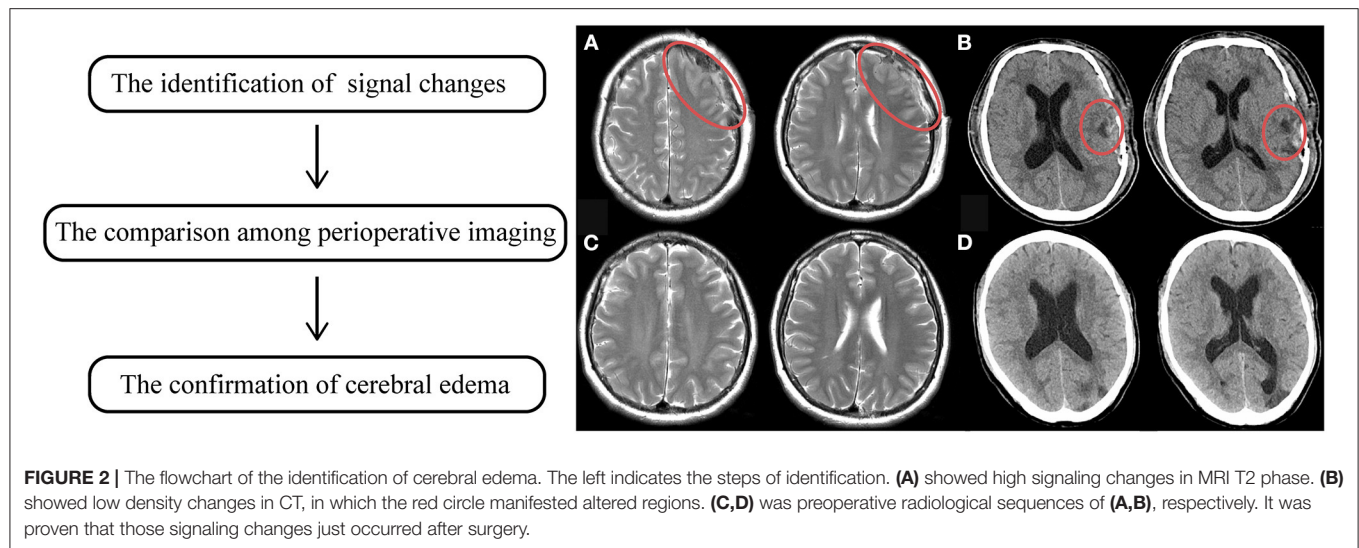 The identification of signal changes
The comparison among perioperative imaging
The confirmation of cerebral edema
A
B
C
D
FIGURE 2 | The flowchart of the identification of cerebral edema. The left indicates the steps of identification. (A) showed high signaling changes in MRI T2 phase. (B)
showed low density changes in CT, in which the red circle manifested altered regions. (C,D) was preoperative radiological sequences of (A,B), respectively. It was
proven that those signaling changes just occurred after surgery.